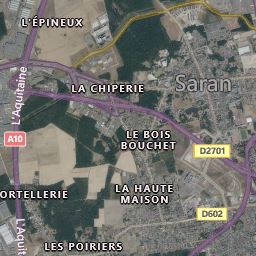 L'ÉPINEUX
L'Aquitaine
LA CHIPERIE
Saran
A10
LE BOIS
BOUCHET
D2701
ORTELLERIE
LA HAUTE
MAISON
D602
L'Aquit
LES POIRIERS